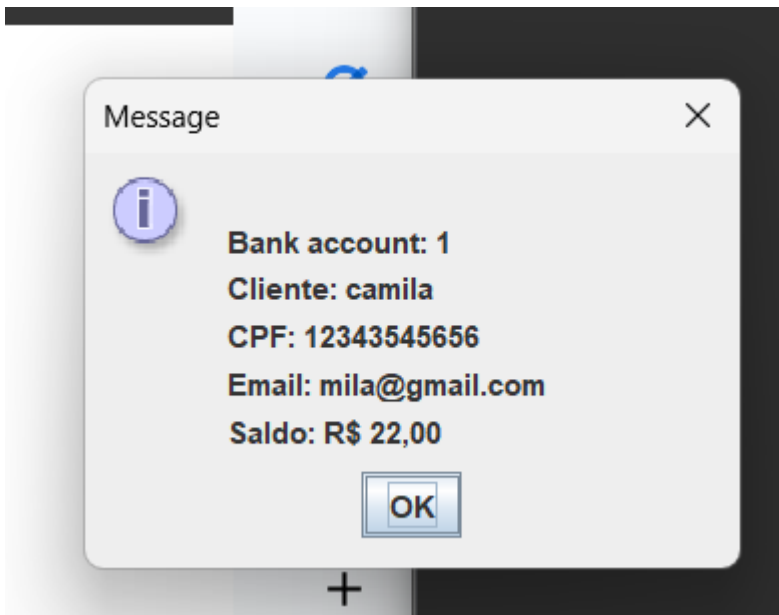 Message
Bank account: 1
Cliente: camila
CPF: 12343545656
Email: mila@gmail.com
Saldo: R$ 22,00
OK